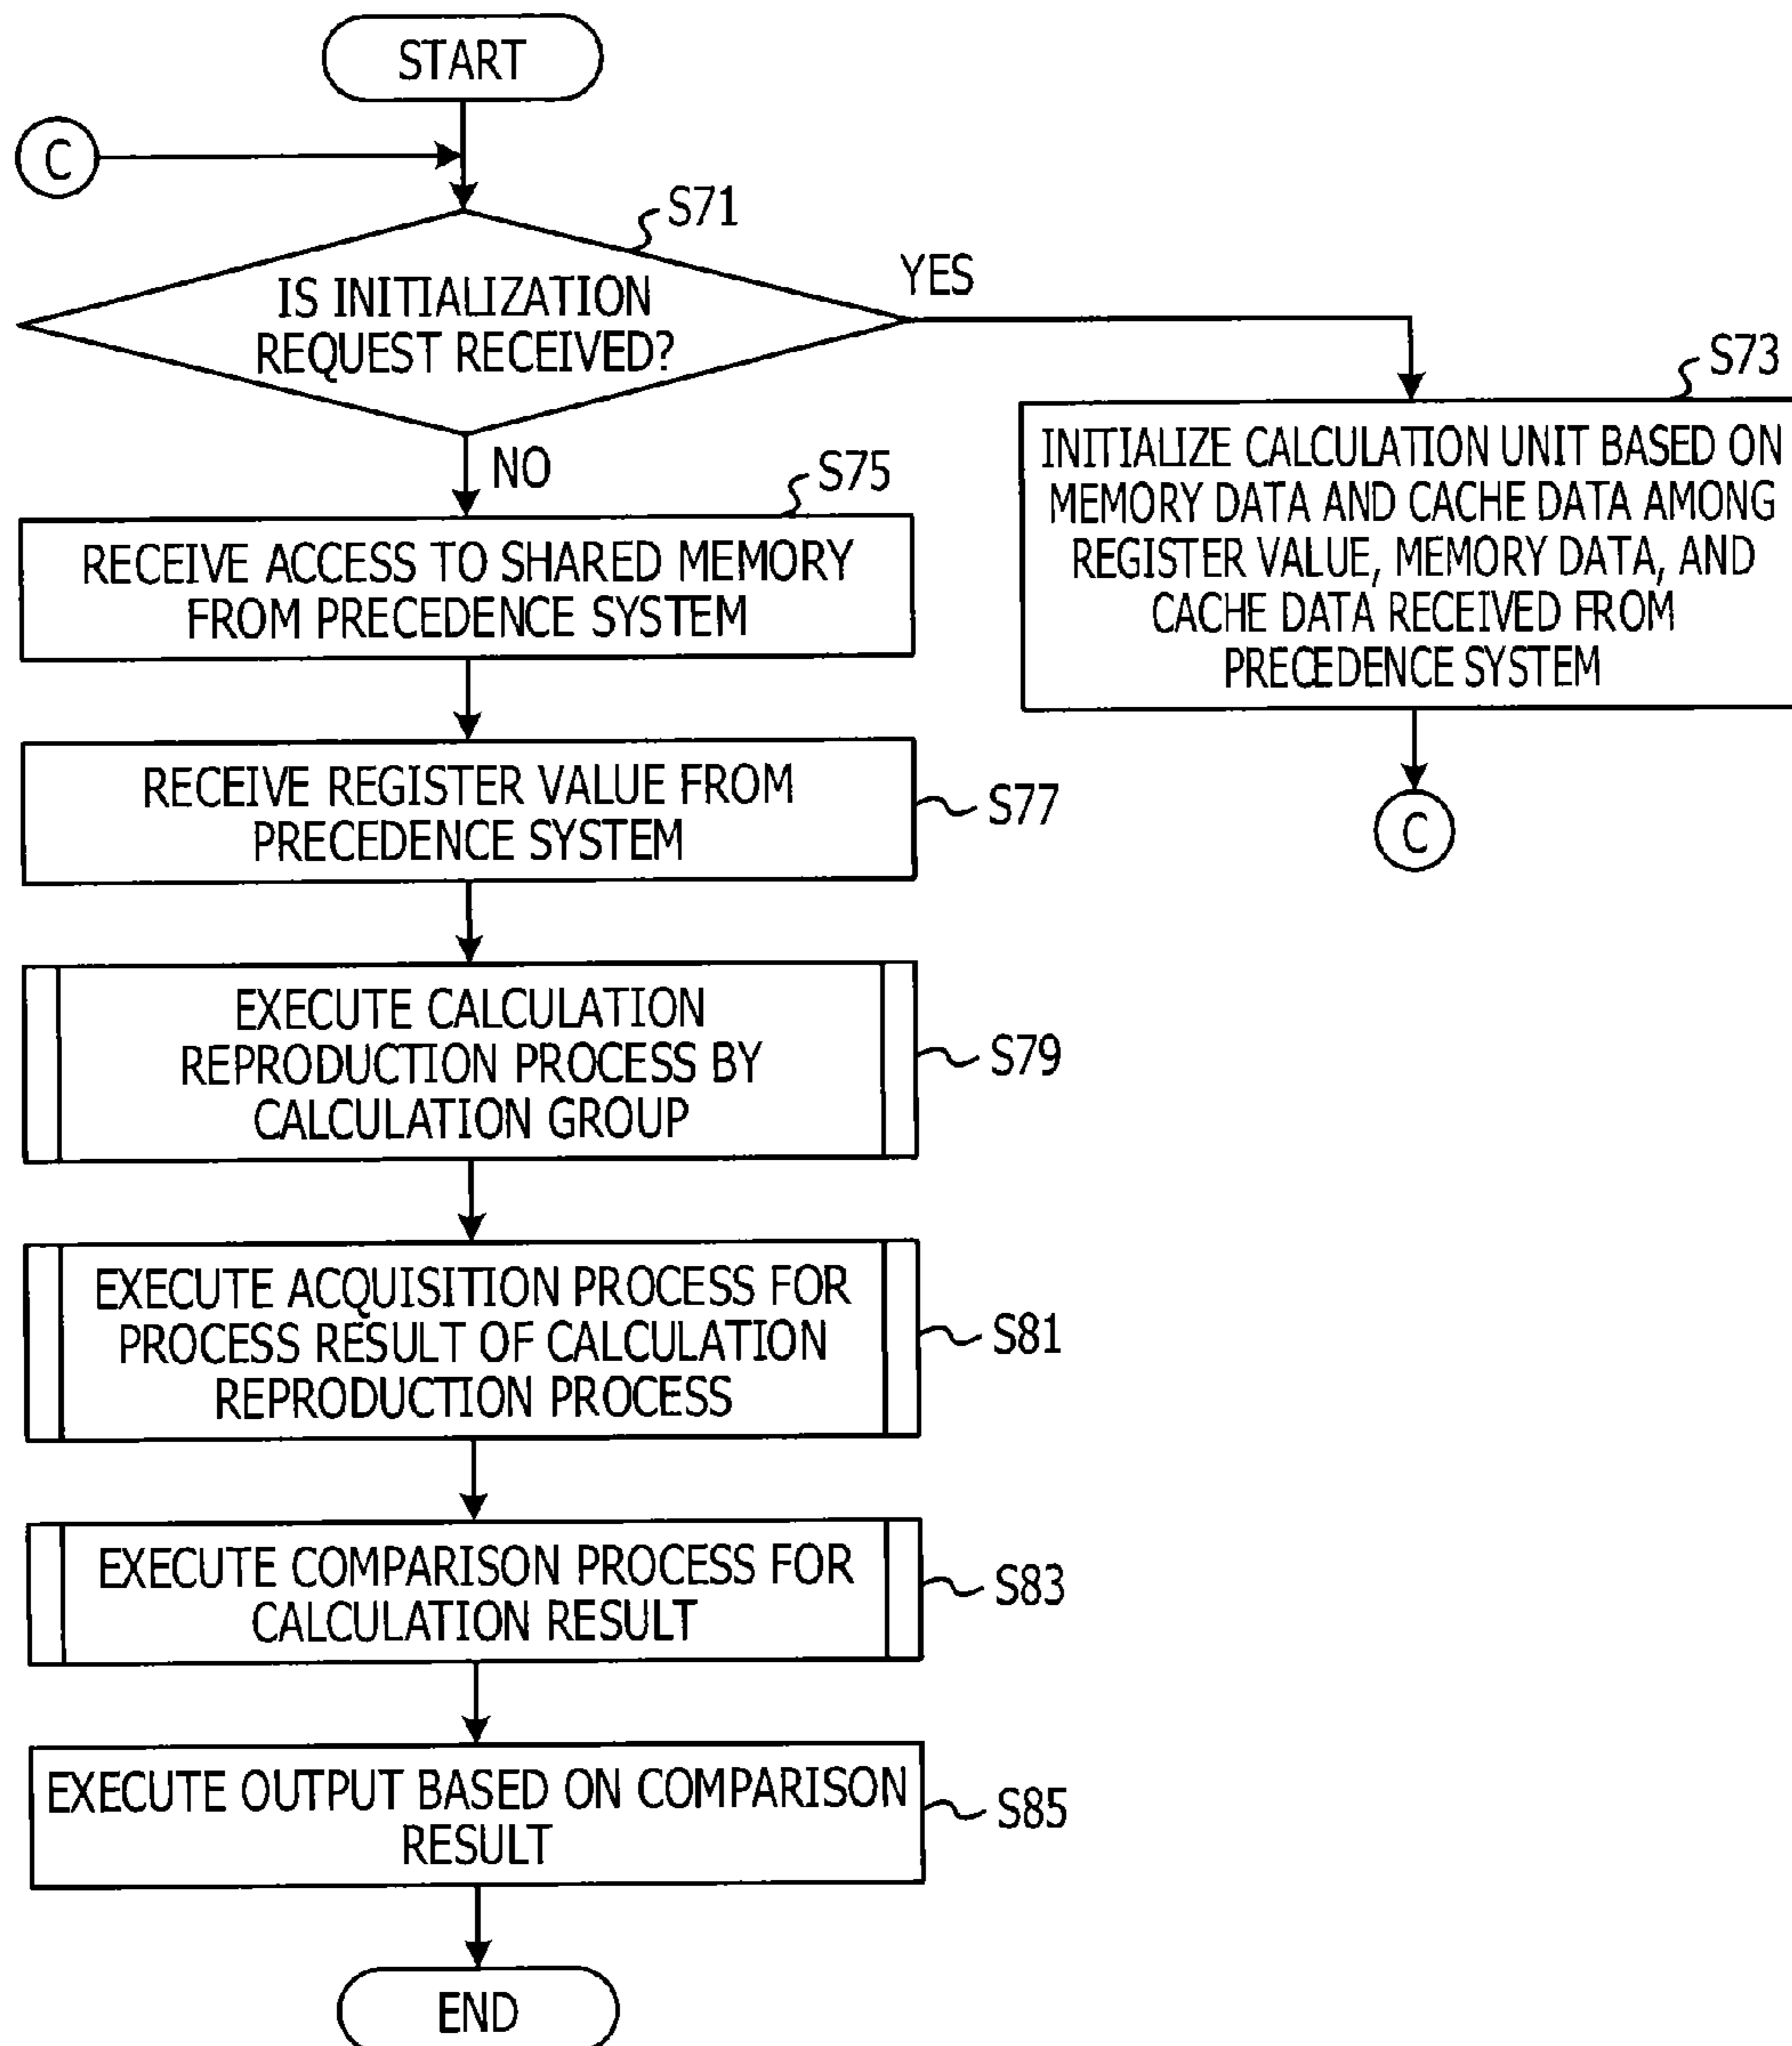 START
C
S71
IS INITIALIZATION
REQUEST RECEIVED?
YES
NO
S73
INITIALIZE CALCULATION UNIT BASED ON
MEMORY DATA AND CACHE DATA AMONG
REGISTER VALUE, MEMORY DATA, AND
CACHE DATA RECEIVED FROM
PRECEDENCE SYSTEM
C
S75
RECEIVE ACCESS TO SHARED MEMORY
FROM PRECEDENCE SYSTEM
RECEIVE REGISTER VALUE FROM
PRECEDENCE SYSTEM
S77
EXECUTE CALCULATION
REPRODUCTION PROCESS BY
CALCULATION GROUP
S79
EXECUTE ACQUISITION PROCESS FOR
PROCESS RESULT OF CALCULATION
REPRODUCTION PROCESS
S81
EXECUTE COMPARISON PROCESS FOR
CALCULATION RESULT
S83
EXECUTE OUTPUT BASED ON COMPARISON
RESULT
S85
END